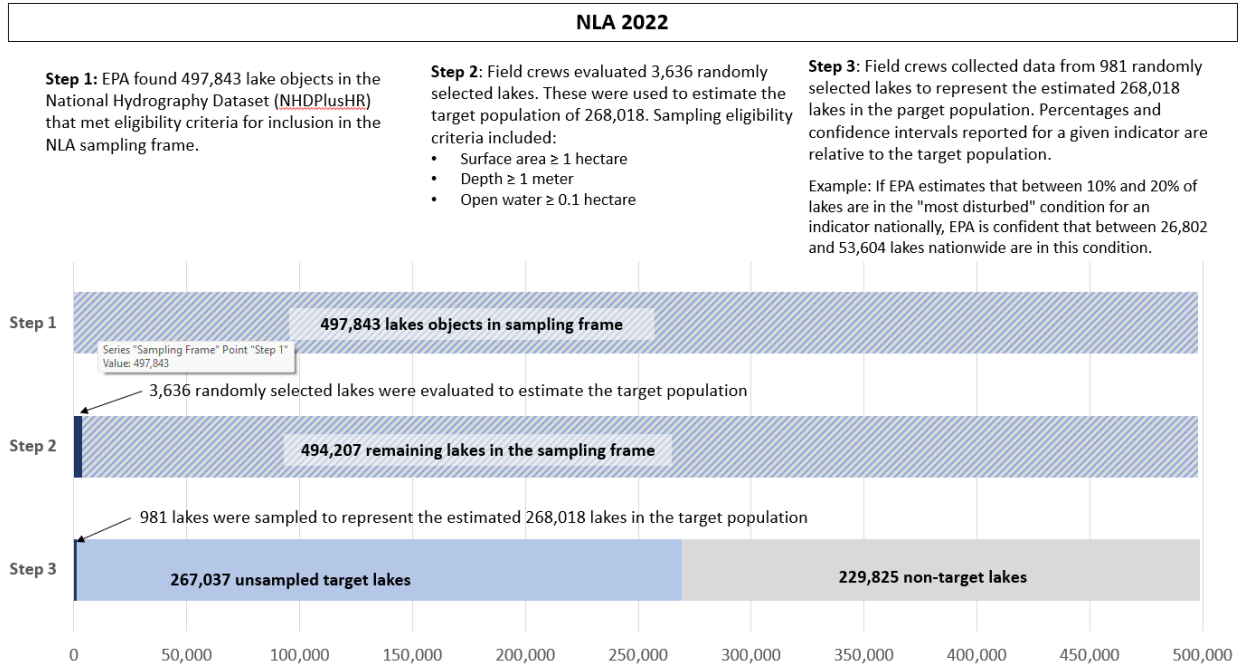 NLA 2022
Step 1: EPA found 497,843 lake objects in the
National Hydrography Dataset (NHDPlusHR)
that met eligibility criteria for inclusion in the
NLA sampling frame.
Step 2: Field crews evaluated 3,636 randomly
selected lakes. These were used to estimate the
target population of 268,018. Sampling eligibility
criteria included:
• Surface area ≥ 1 hectare
• Depth ≥ 1 meter
• Open water ≥ 0.1 hectare
Step 3: Field crews collected data from 981 randomly
selected lakes to represent the estimated 268,018
lakes in the parget population. Percentages and
confidence intervals reported for a given indicator are
relative to the target population.
Example: If EPA estimates that between 10% and 20% of
lakes are in the "most disturbed" condition for an
indicator nationally, EPA is confident that between 26,802
and 53,604 lakes nationwide are in this condition.
Step 1
497,843 lakes objects in sampling frame
Series "Sampling Frame" Point "Step 1"
Value: 497,843
3,636 randomly selected lakes were evaluated to estimate the target population
Step 2
494,207 remaining lakes in the sampling frame
981 lakes were sampled to represent the estimated 268,018 lakes in the target population
Step 3
267,037 unsampled target lakes
229,825 non-target lakes
0 50,000 100,000 150,000 200,000 250,000 300,000 350,000 400,000 450,000 500,000